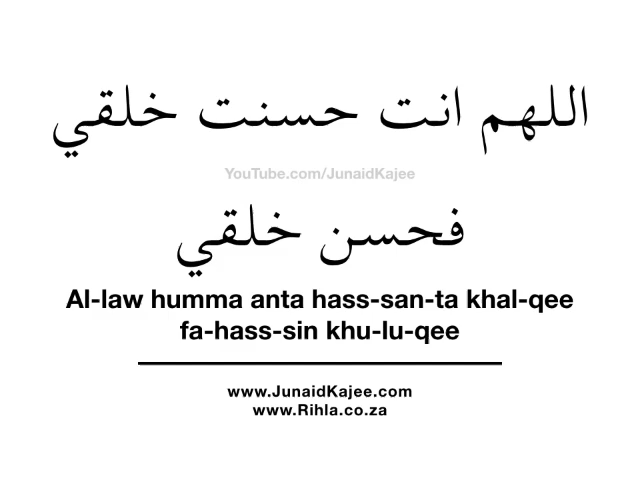 اللهم انت حسنت خلقي
YouTube.com/JunaidKajee
فحسن خلقي
Al-law humma anta hass-san-ta khal-qee
fa-hass-sin khu-lu-qee
www.JunaidKajee.com
www.Rihla.co.za